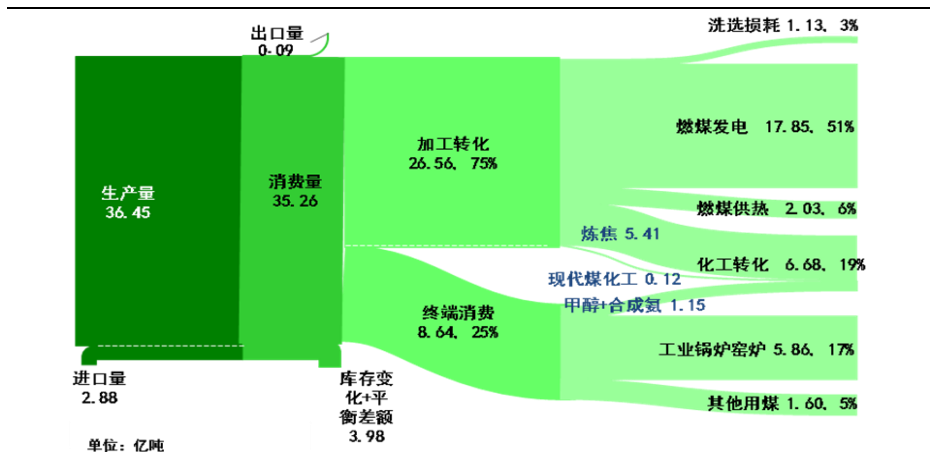 出口量
0.09
洗选损耗 1.13, 3%
燃煤发电 17.85, 51%
加工转化
26.56, 75%
生产量
36.45
消费量
35.26
燃煤供热 2.03, 6%
炼焦 5.41
化工转化 6.68, 19%
现代煤化工 0.12
甲醇+合成氨 1.15
终端消费
8.64, 25%
工业锅炉窑炉 5.86, 17%
进口量
2.88
库存变
化+平
衡差额
3.98
其他用煤 1.60, 5%
单位：亿吨